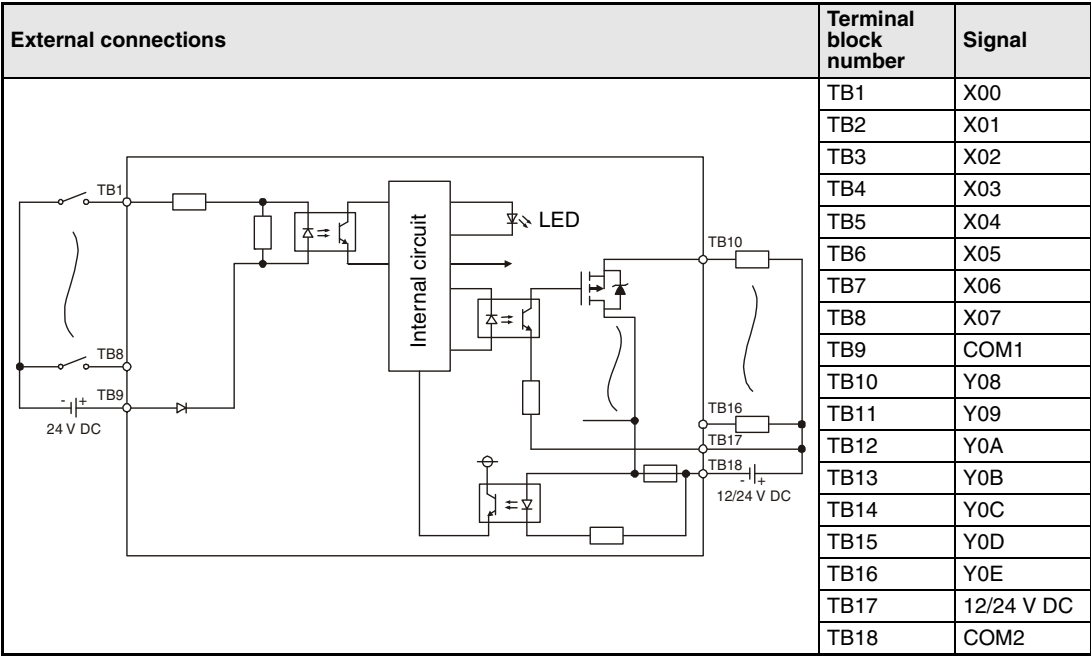 External connections
Terminal
block
number
Signal
TB1 X00
TB2 X01
TB3 X02
TB4 X03
TB5 X04
TB6 X05
TB7 X06
TB8 X07
TB9 COM1
TB10 Y08
TB11 Y09
TB12 Y0A
TB13 Y0B
TB14 Y0C
TB15 Y0D
TB16 Y0E
TB17 12/24 V DC
TB18 COM2
TB1
TB8
TB9
- +
24 V DC
Internal circuit
LED
TB10
TB16
TB17
TB18
- +
12/24 V DC